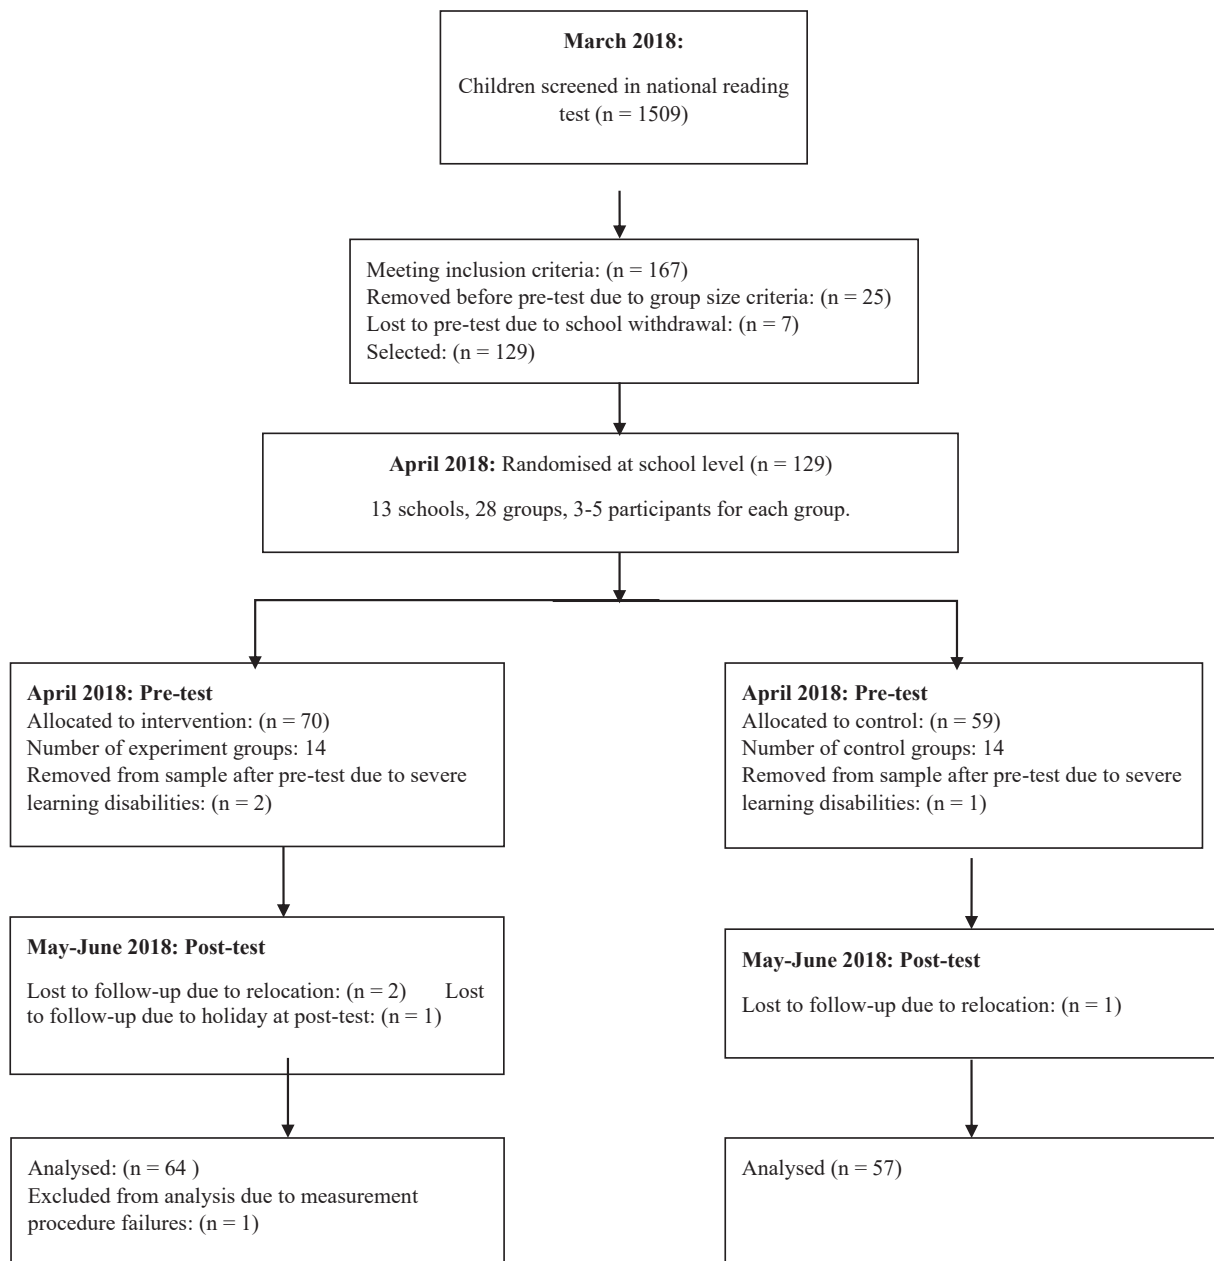 March 2018:
Children screened in national reading
test (n = 1509)
Meeting inclusion criteria: (n = 167)
Removed before pre-test due to group size criteria: (n = 25)
Lost to pre-test due to school withdrawal: (n = 7)
Selected: (n = 129)
April 2018: Randomised at school level (n = 129)
13 schools, 28 groups, 3-5 participants for each group.
April 2018: Pre-test
Allocated to intervention: (n = 70)
Number of experiment groups: 14
Removed from sample after pre-test due to severe
learning disabilities: (n = 2)
April 2018: Pre-test
Allocated to control: (n = 59)
Number of control groups: 14
Removed from sample after pre-test due to severe
learning disabilities: (n = 1)
May-June 2018: Post-test
Lost to follow-up due to relocation: (n = 2) Lost
to follow-up due to holiday at post-test: (n = 1)
May-June 2018: Post-test
Lost to follow-up due to relocation: (n = 1)
Analysed: (n = 64 )
Excluded from analysis due to measurement
procedure failures: (n = 1)
Analysed (n = 57)